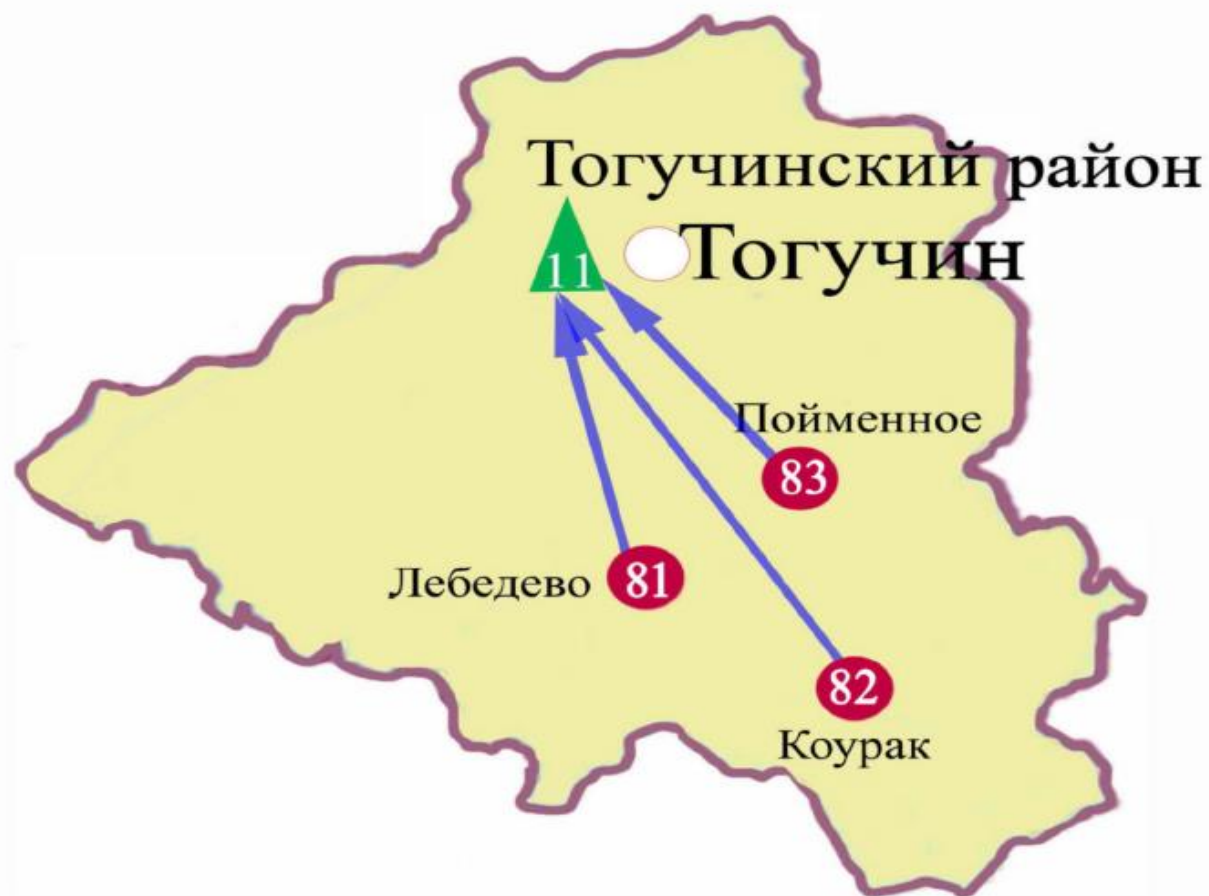 Тогучинский район
Тогучин
11
Пойменное
83
Лебедево
81
82
Коурак